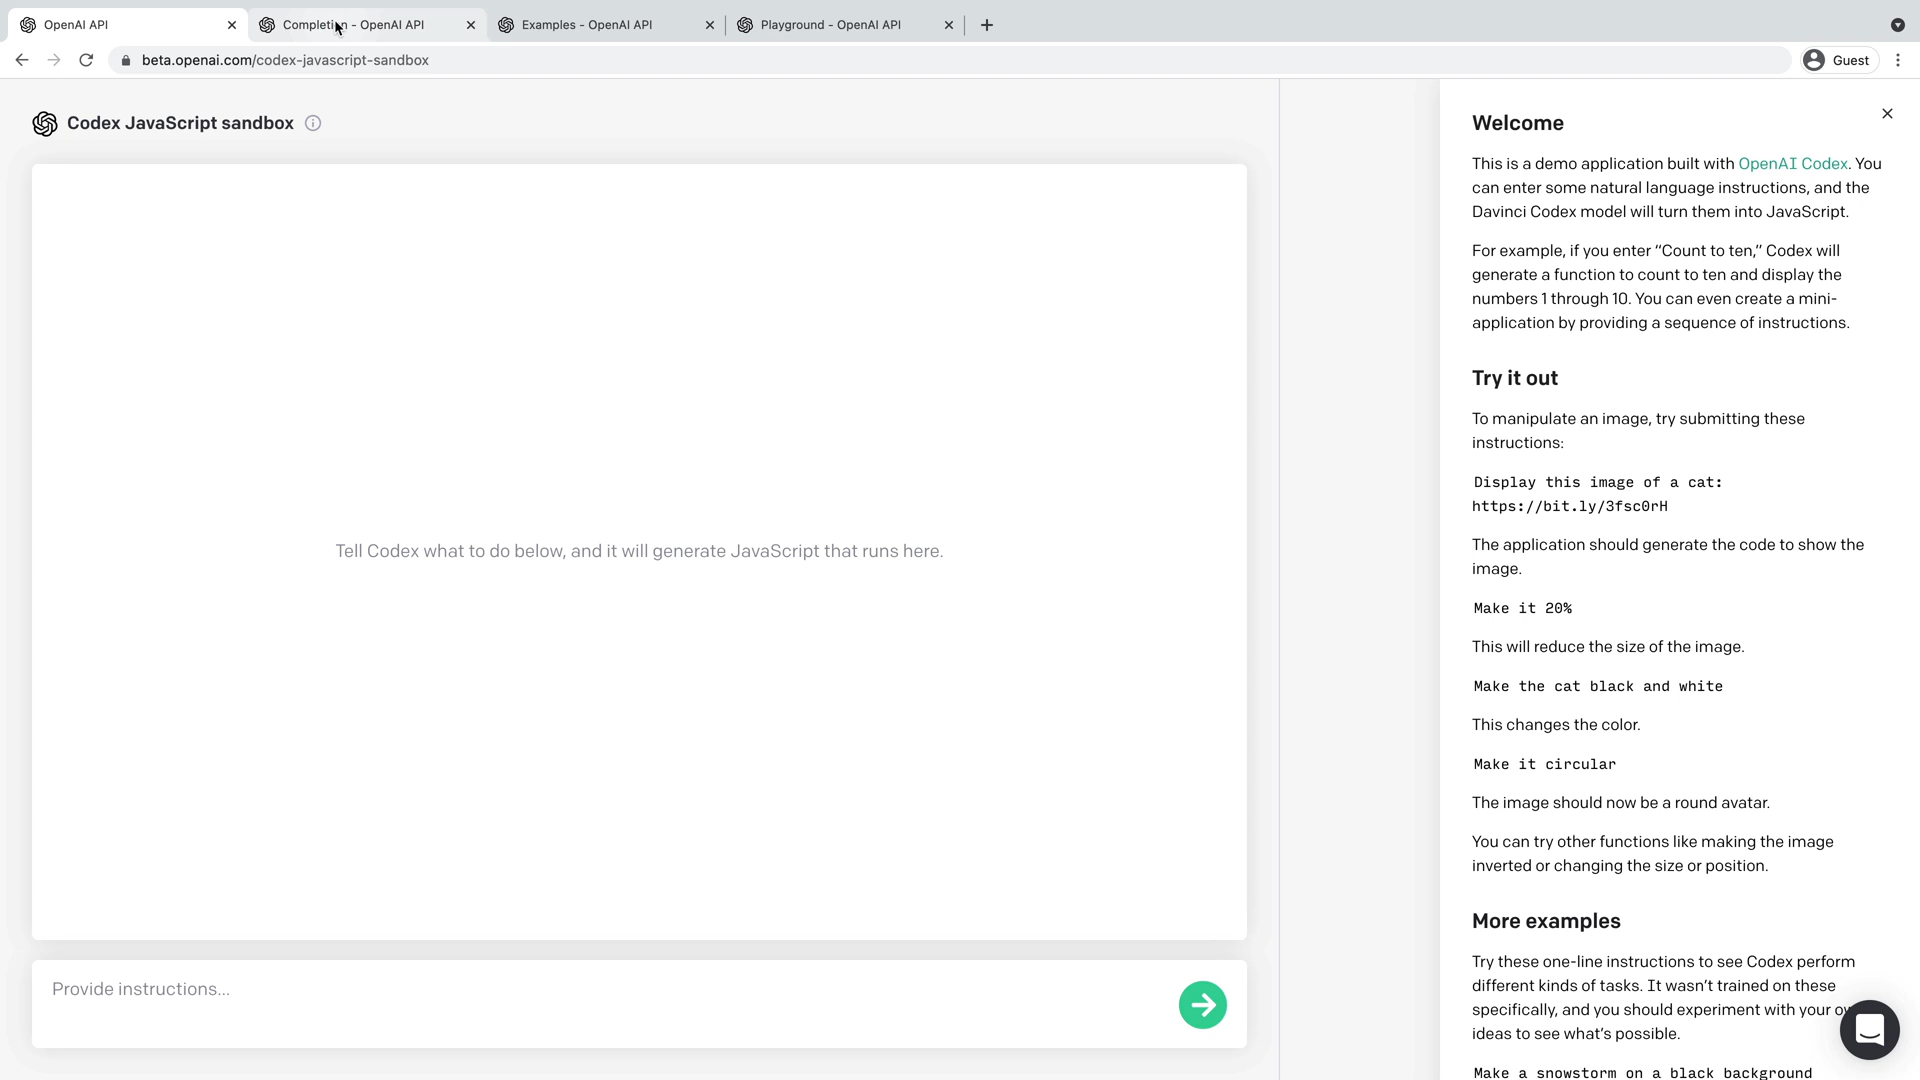 OpenAI API
Completion - OpenAI API
Examples - OpenAI API
Playground - OpenAI API
beta.openai.com/codex-javascript-sandbox
Guest
Codex JavaScript sandbox
Tell Codex what to do below, and it will generate JavaScript that runs here.
Provide instructions...
Welcome
This is a demo application built with OpenAI Codex. You
can enter some natural language instructions, and the
Davinci Codex model will turn them into JavaScript.
For example, if you enter “Count to ten,” Codex will
generate a function to count to ten and display the
numbers 1 through 10. You can even create a mini-
application by providing a sequence of instructions.
Try it out
To manipulate an image, try submitting these
instructions:
Display this image of a cat:
https://bit.ly/3fsc0rH
The application should generate the code to show the
image.
Make it 20%
This will reduce the size of the image.
Make the cat black and white
This changes the color.
Make it circular
The image should now be a round avatar.
You can try other functions like making the image
inverted or changing the size or position.
More examples
Try these one-line instructions to see Codex perform
different kinds of tasks. It wasn’t trained on these
specifically, and you should experiment with your
ideas to see what’s possible.
Make a snowstorm on a black background